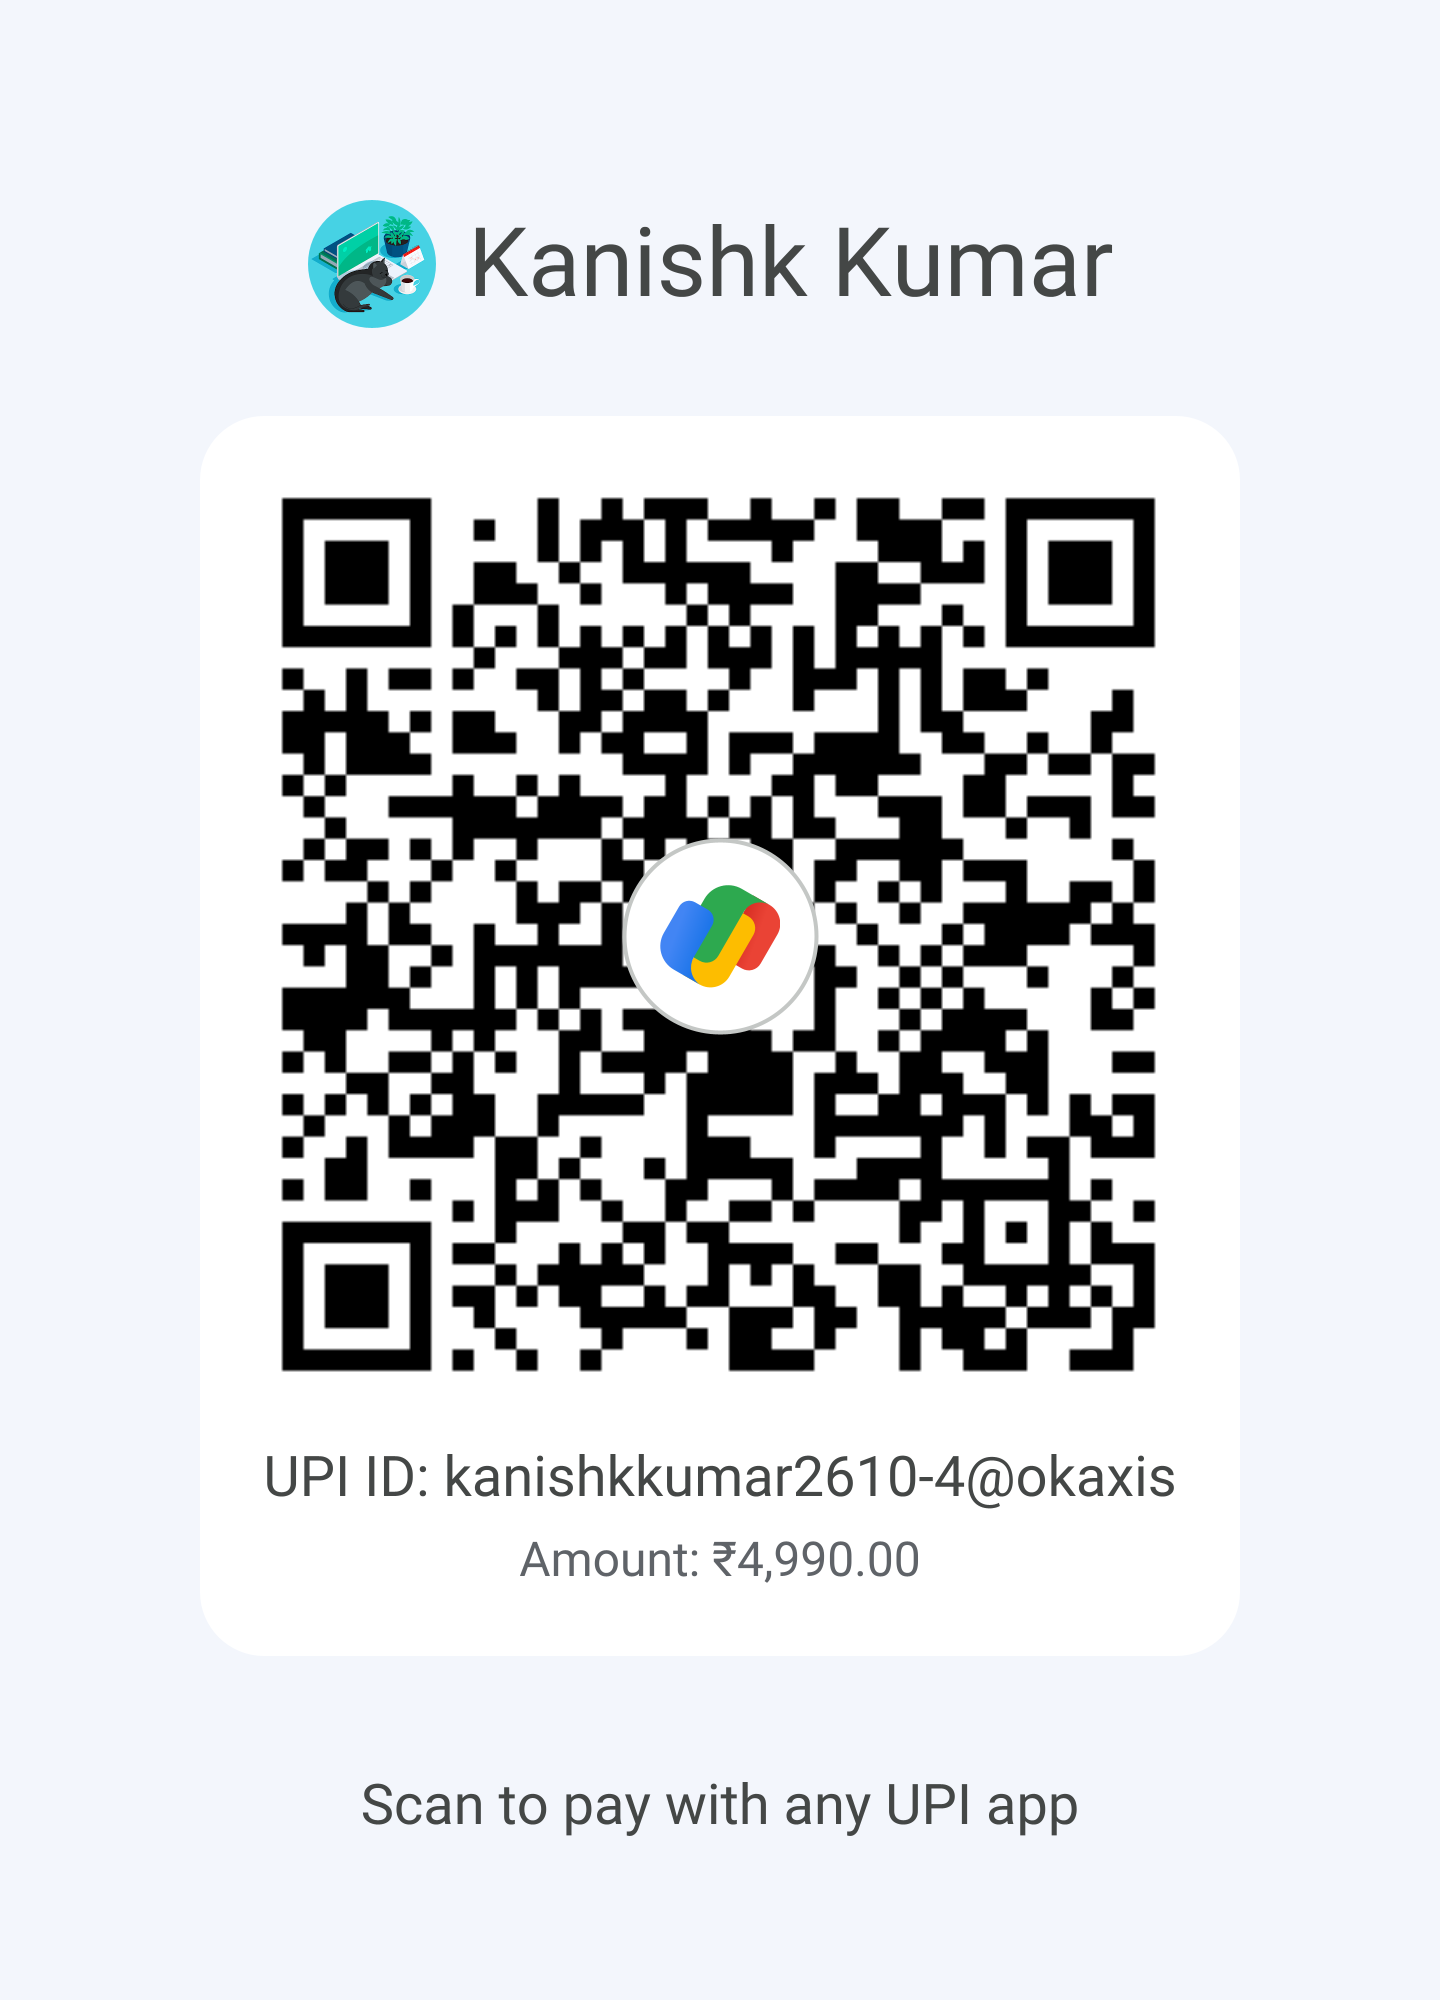 Kanishk Kumar
UPI ID: kanishkkumar2610-4@okaxis
Amount: ₹4,990.00
Scan to pay with any UPI app